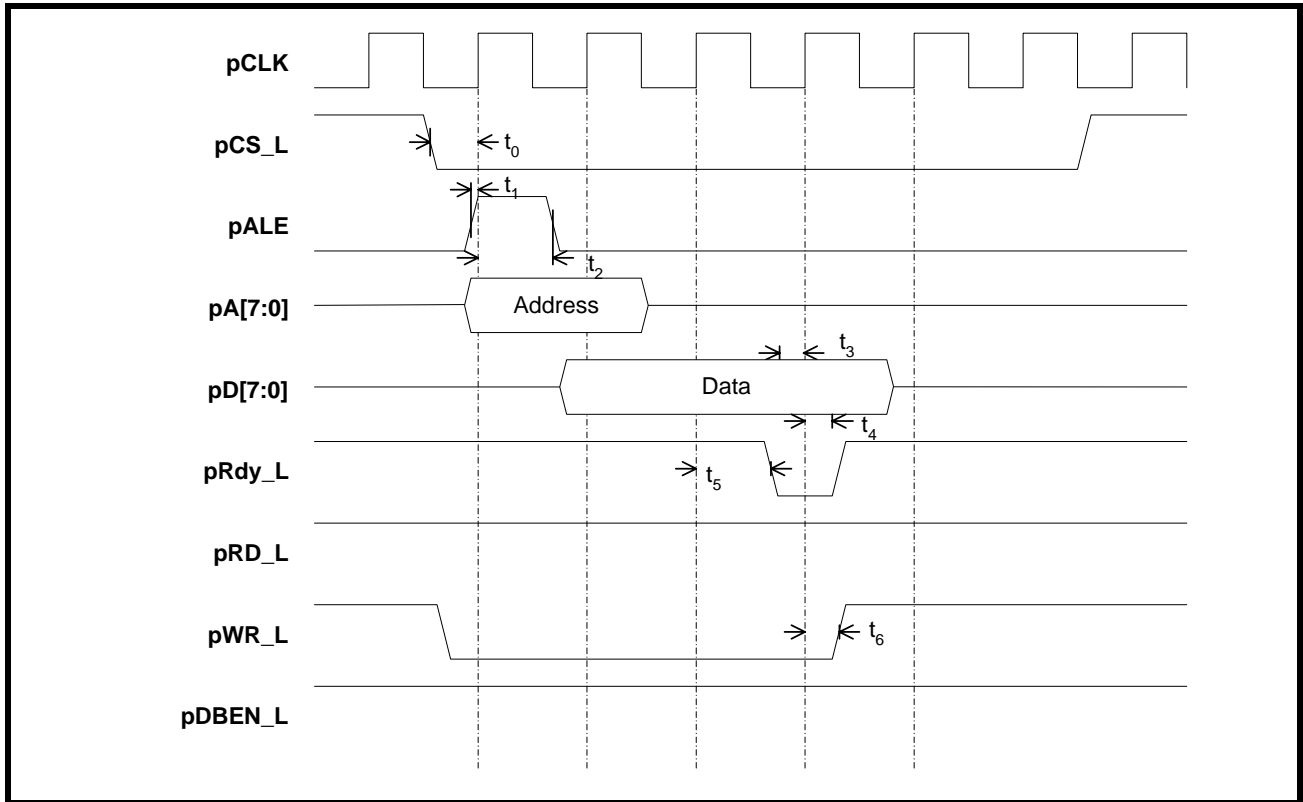 pCLK
pCS_L
t0
t1
pALE
t2
pA[7:0]
Address
t3
pD[7:0]
Data
t4
pRdy_L
t5
pRD_L
pWR_L
t6
pDBEN_L